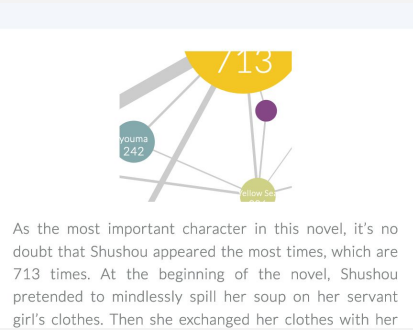 713
youma
242
ellow Se
As the most important character in this novel, it's no
doubt that Shushou appeared the most times, which are
713 times. At the beginning of the novel, Shushou
pretended to mindlessly spill her soup on her servant
girl's clothes. Then she exchanged her clothes with her